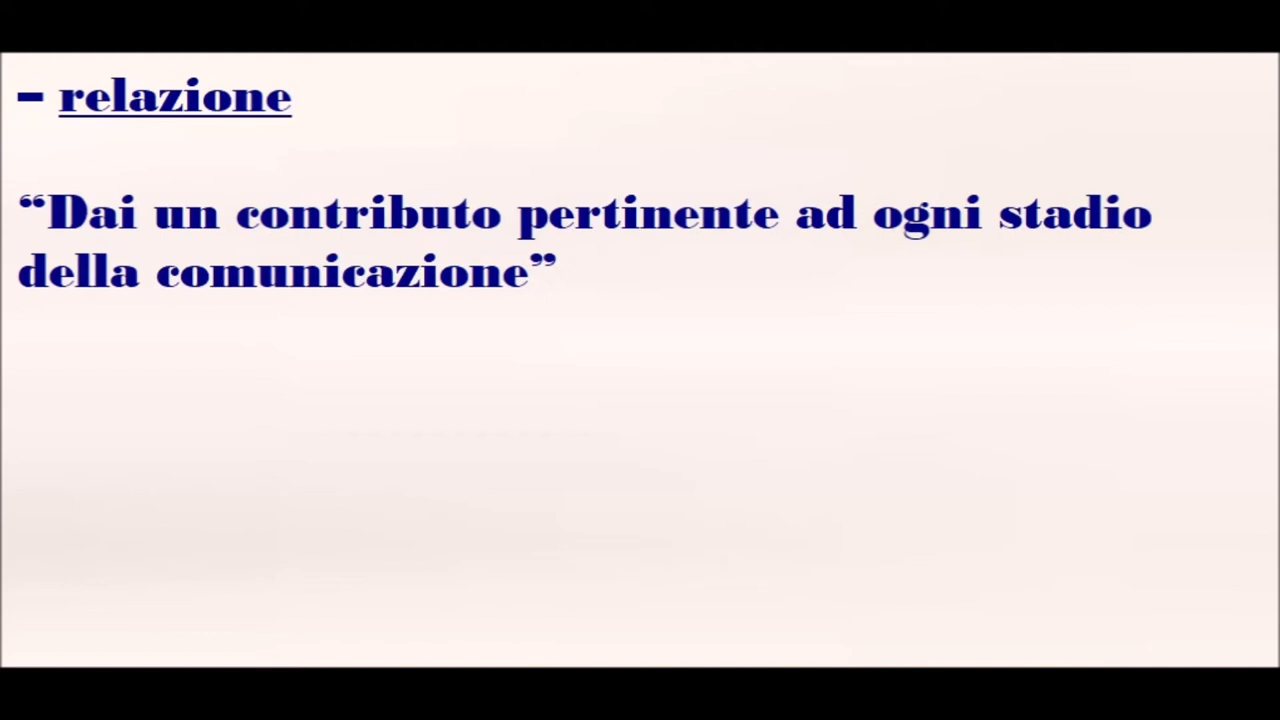 – relazione
“Dai un contributo pertinente ad ogni stadio
della comunicazione”